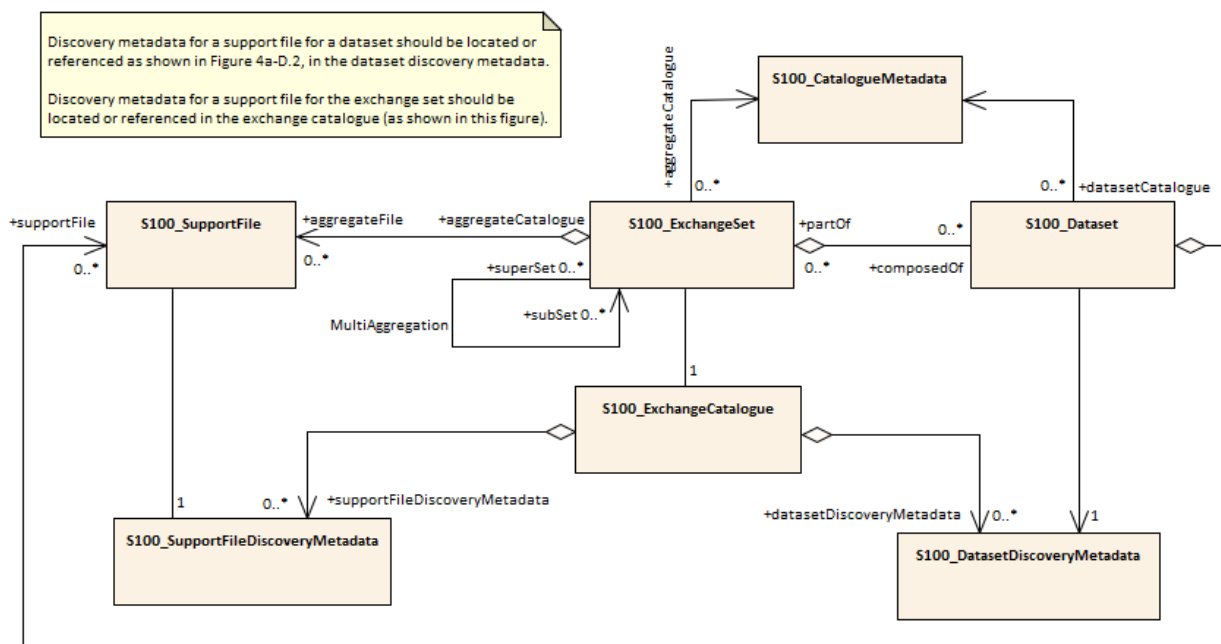 Discovery metadata for a support file for a dataset should be located or
referenced as shown in Figure 4a-D.2, in the dataset discovery metadata.
Discovery metadata for a support file for the exchange set should be
located or referenced in the exchange catalogue (as shown in this figure).
S100_CatalogueMetadata
+aggregateCatalogue
0..*
0..*
+datasetCatalogue
+supportFile
0..*
S100_SupportFile
+aggregateFile
0..*
+aggregateCatalogue
S100_ExchangeSet
+partOf
0..*
0..*
+composedOf
S100_Dataset
+superSet 0..*
+subSet 0..*
MultiAggregation
1
S100_ExchangeCatalogue
1
0..*
+supportFileDiscoveryMetadata
+datasetDiscoveryMetadata
0..*
1
S100_SupportFileDiscoveryMetadata
S100_DatasetDiscoveryMetadata